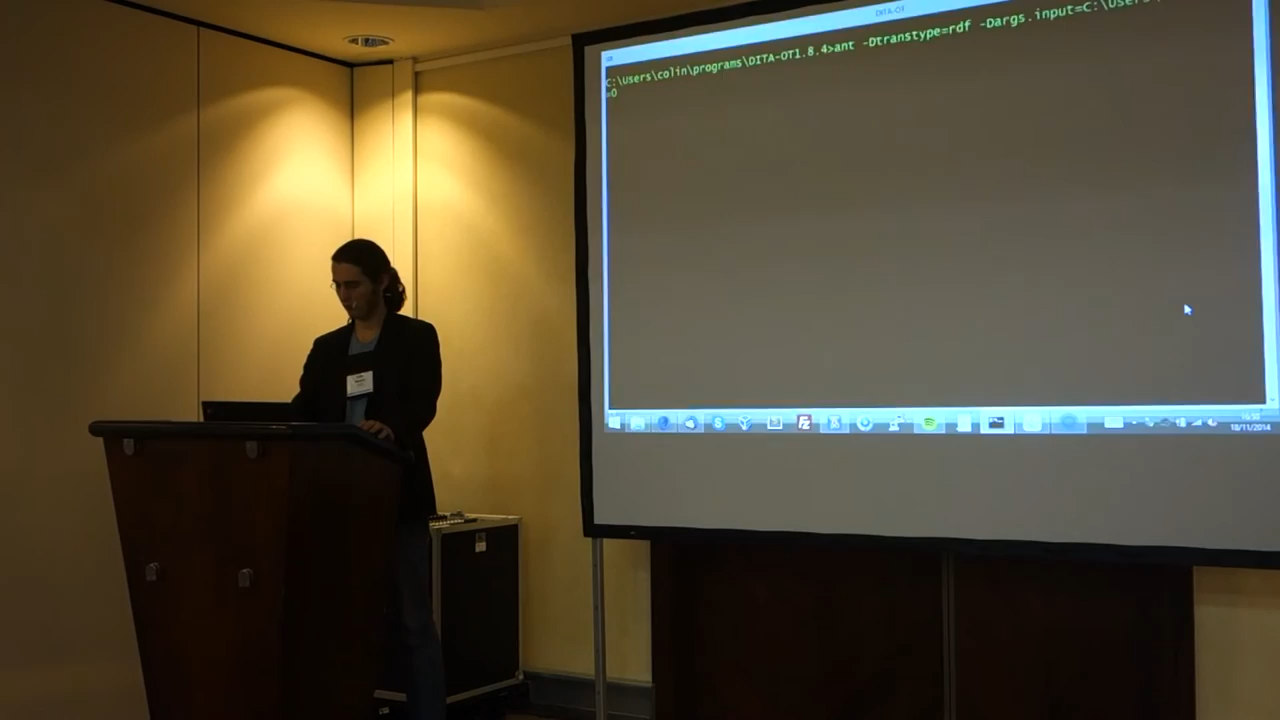 DITA-OT
C:\Users\colin\programs\DITA-OT1.8.4>ant -Dtranstype=rdf -Dargs.input=C:\Users\
=0
18/11/2014